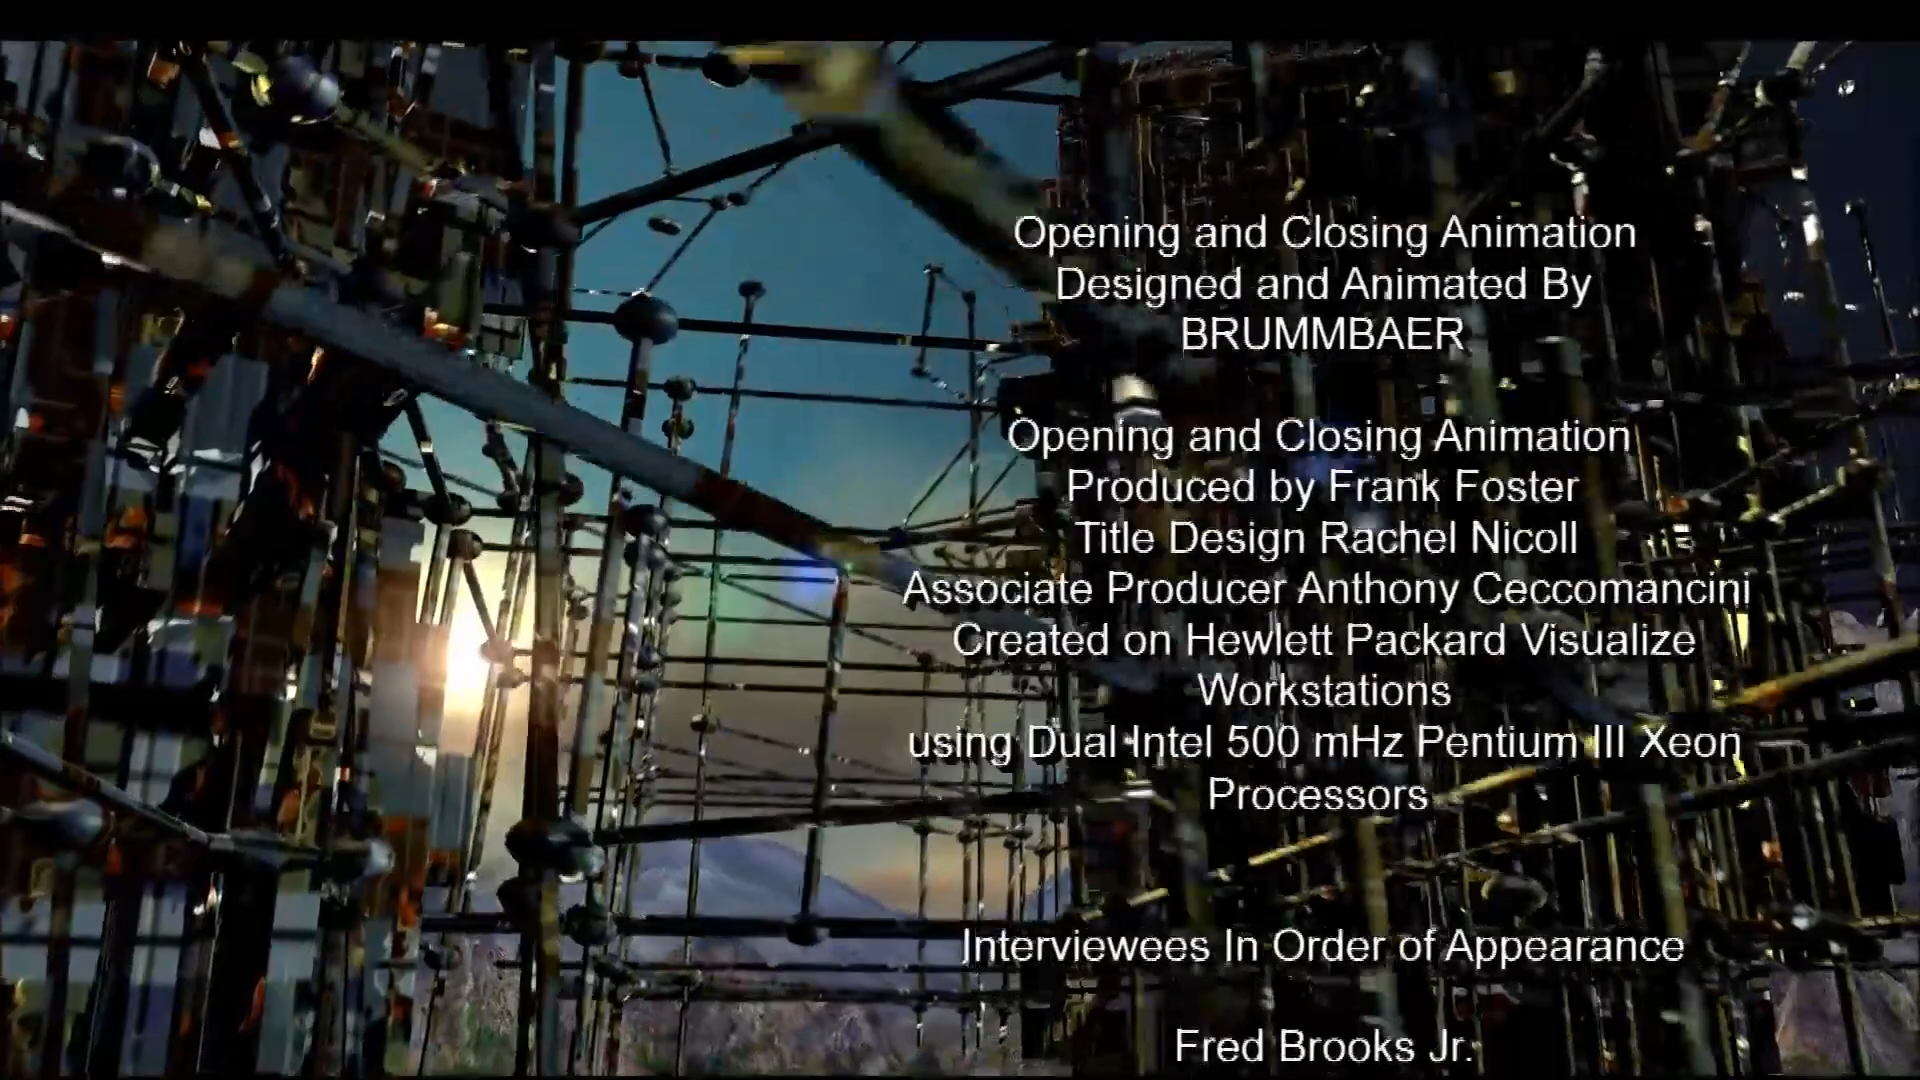 Opening and Closing Animation
Designed and Animated By
BRUMMBAER
Opening and Closing Animation
Produced by Frank Foster
Title Design Rachel Nicoll
Associate Producer Anthony Ceccomancini
Created on Hewlett Packard Visualize
Workstations
using Dual Intel 500 mHz Pentium III Xeon
Processors
Interviewees In Order of Appearance
Fred Brooks Jr.